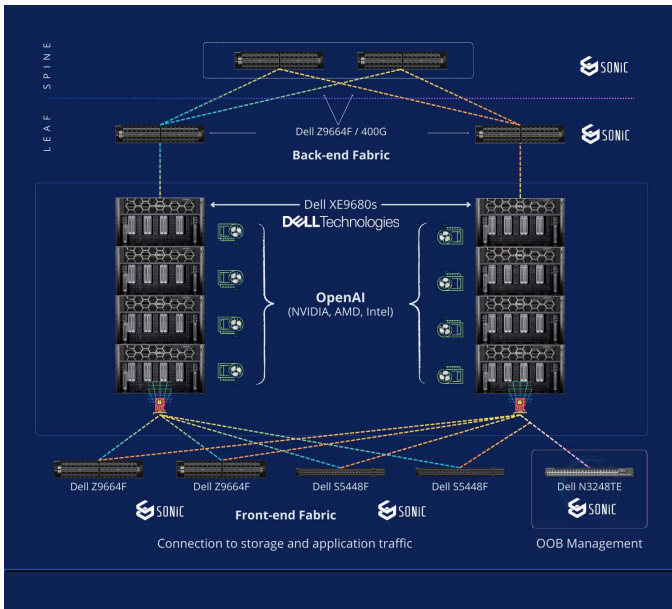 SPINE
SONiC
LEAF
Dell Z9664F / 400G
SONiC
Back-end Fabric
Dell XE9680s
DELLTechnologies
OpenAI
(NVIDIA, AMD, Intel)
Dell Z9664F
Dell Z9664F
Dell S5448F
Dell S5448F
Dell N3248TE
SONiC
Front-end Fabric
SONiC
SONiC
Connection to storage and application traffic
OOB Management